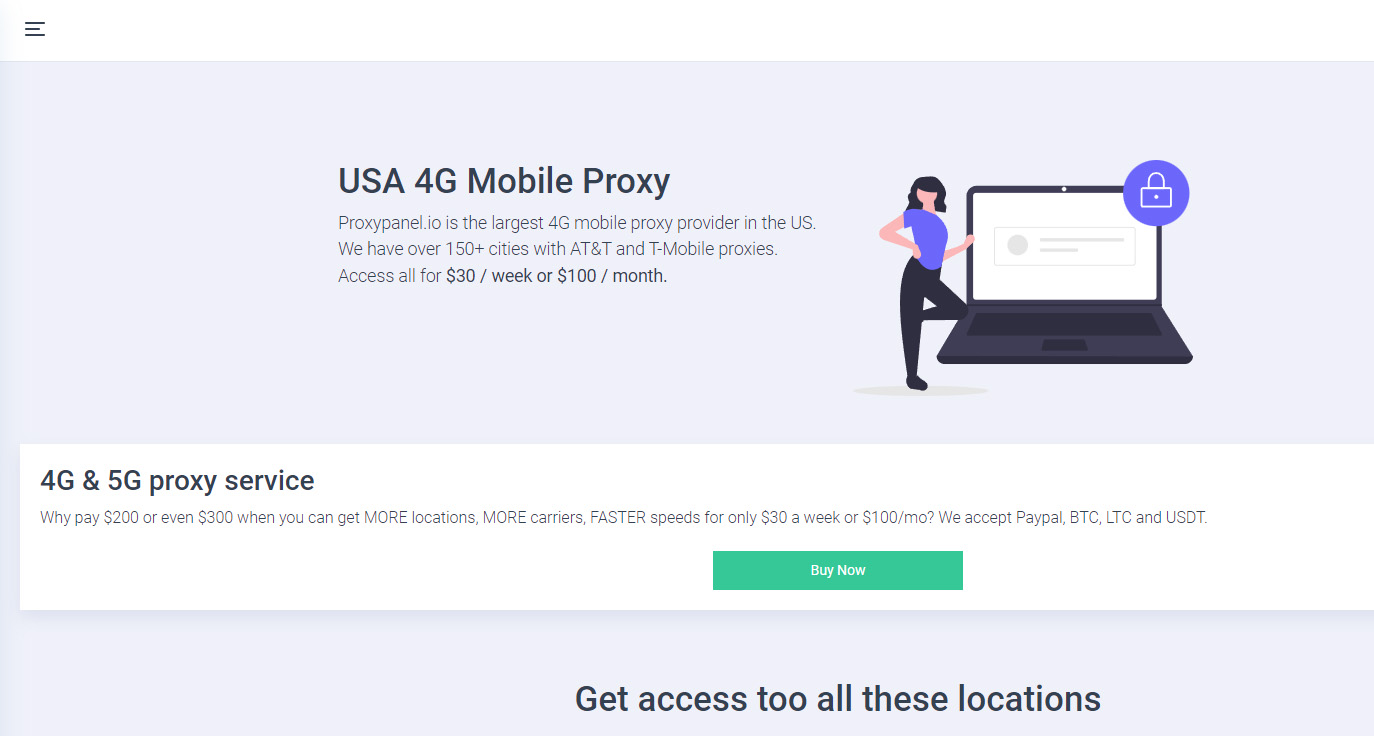 USA 4G Mobile Proxy
Proxypanel.io is the largest 4G mobile proxy provider in the US.
We have over 150+ cities with AT&T and T-Mobile proxies.
Access all for $30 / week or $100 / month.
4G & 5G proxy service
Why pay $200 or even $300 when you can get MORE locations, MORE carriers, FASTER speeds for only $30 a week or $100/mo? We accept Paypal, BTC, LTC and USDT.
Buy Now
Get access too all these locations